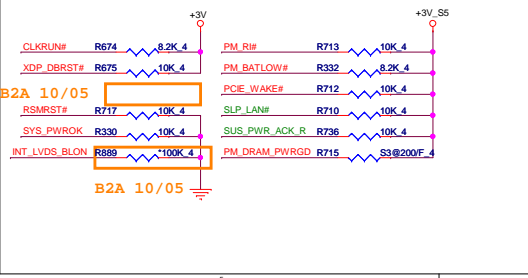 +3V
CLKRUN# R674 8.2K_4
XDP_DBRST# R675 10K_4
B2A 10/05
RSMRST# R717 10K_4
SYS_PWROK R330 10K_4
INT_LVDS_BLON R889 *100K_4
B2A 10/05
+3V_S5
PM_RI# R713 10K_4
PM_BATLOW# R332 8.2K_4
PCIE_WAKE# R712 10K_4
SLP_LAN# R710 10K_4
SUS_PWR_ACK_R R736 10K_4
PM_DRAM_PWRGD R715 S3@200/F_4